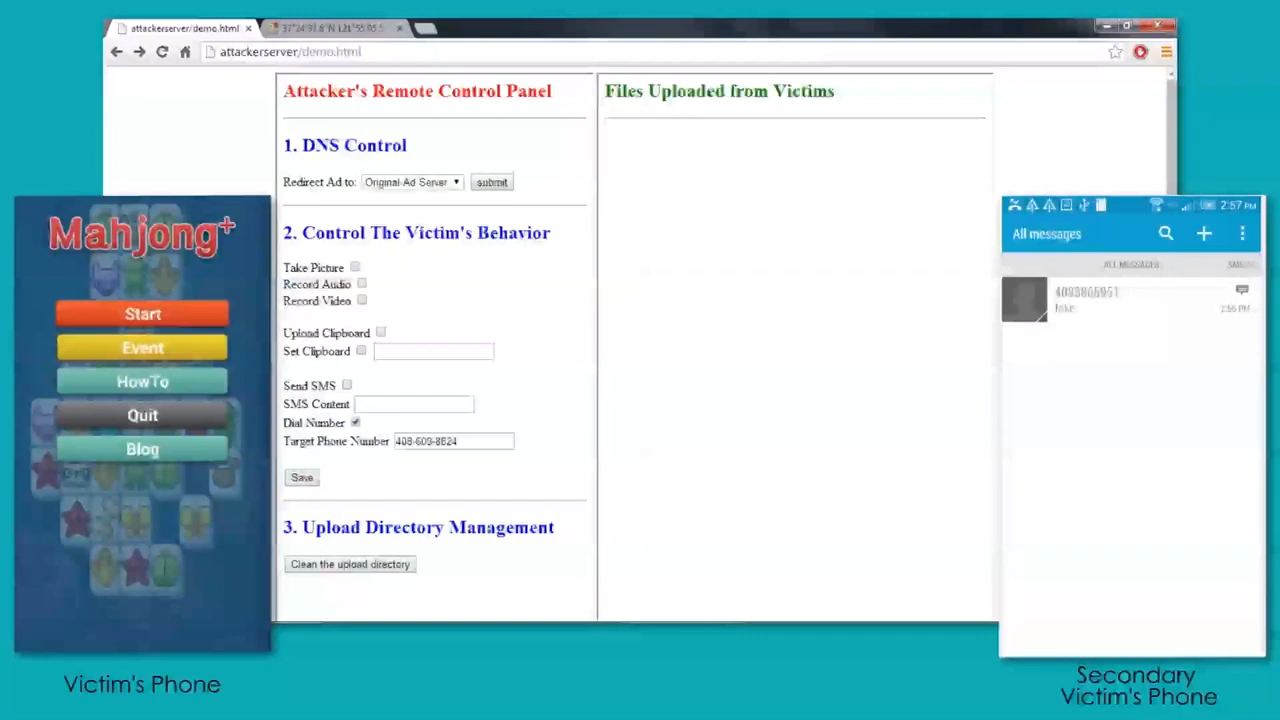 attackerserver/demo.html
attackerserver/demo.html
Attacker's Remote Control Panel
1. DNS Control
Redirect Ad to: Original Ad Server submit
2. Control The Victim's Behavior
Take Picture
Record Audio
Record Video
Upload Clipboard
Set Clipboard
Send SMS
SMS Content
Dial Number
Target Phone Number 408-609-8824
Save
3. Upload Directory Management
Clean the upload directory
Files Uploaded from Victims
Mahjong+
Start
Event
HowTo
Quit
Blog
Victim's Phone
2:57 PM
All messages
ALL MESSAGES
2:56 PM
Secondary
Victim's Phone